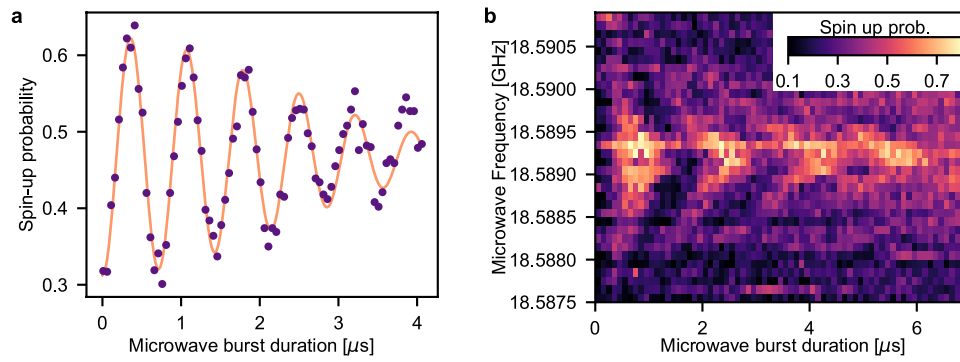 a
0.6
0.5
0.4
0.3
Spin-up probability
0 1 2 3 4
Microwave burst duration [μs]
b
Spin up prob.
0.1 0.3 0.5 0.7
18.5905
18.5900
18.5895
18.5890
18.5885
18.5880
18.5875
Microwave Frequency [GHz]
0 2 4 6
Microwave burst duration [μs]